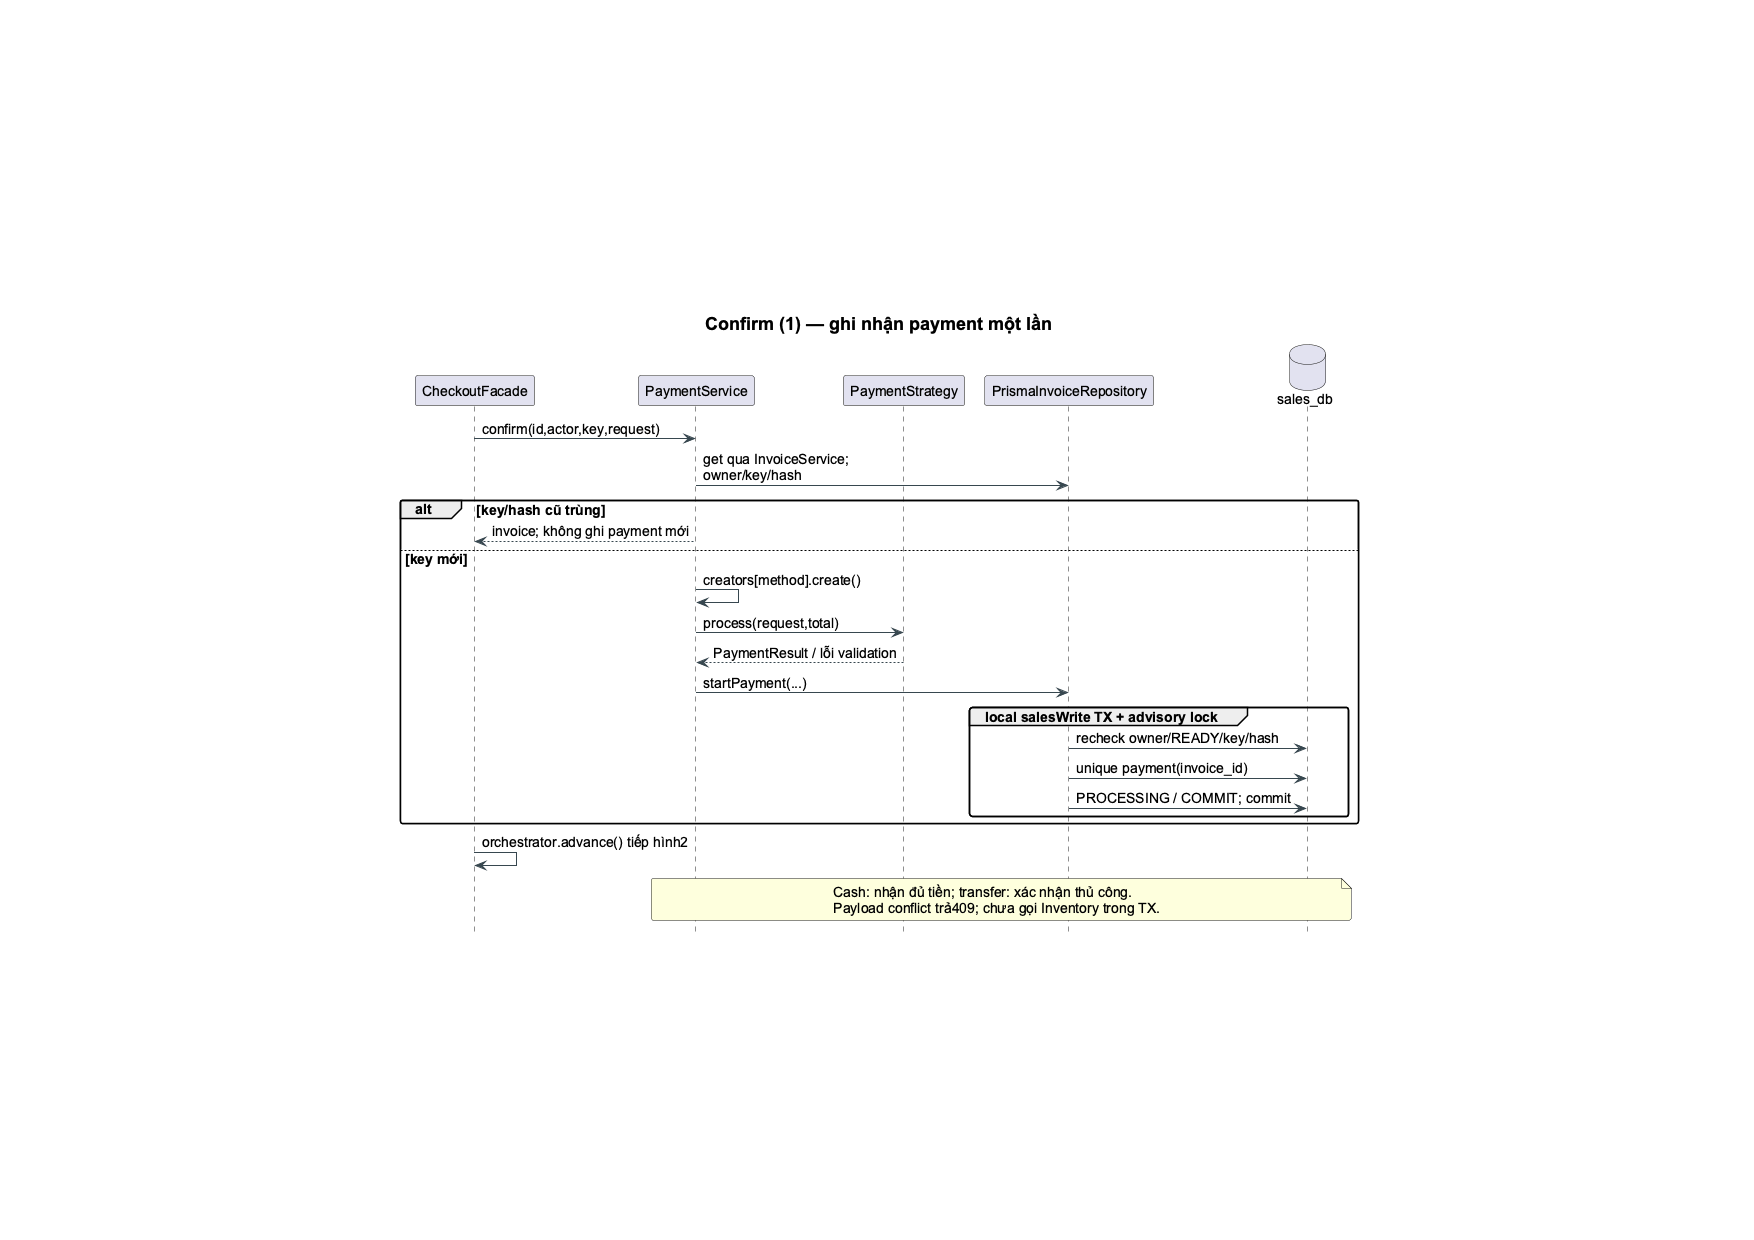 Confirm (1) — ghi nhận payment một lần
CheckoutFacade
PaymentService
PaymentStrategy
PrismaInvoiceRepository
sales_db
confirm(id,actor,key,request)
get qua InvoiceService;
owner/key/hash
alt
[key/hash cũ trùng]
invoice; không ghi payment mới
[key mới]
creators[method].create()
process(request,total)
PaymentResult / lỗi validation
startPayment(...)
local salesWrite TX + advisory lock
recheck owner/READY/key/hash
unique payment(invoice_id)
PROCESSING / COMMIT; commit
orchestrator.advance() tiếp hình2
Cash: nhận đủ tiền; transfer: xác nhận thủ công.
Payload conflict trả409; chưa gọi Inventory trong TX.